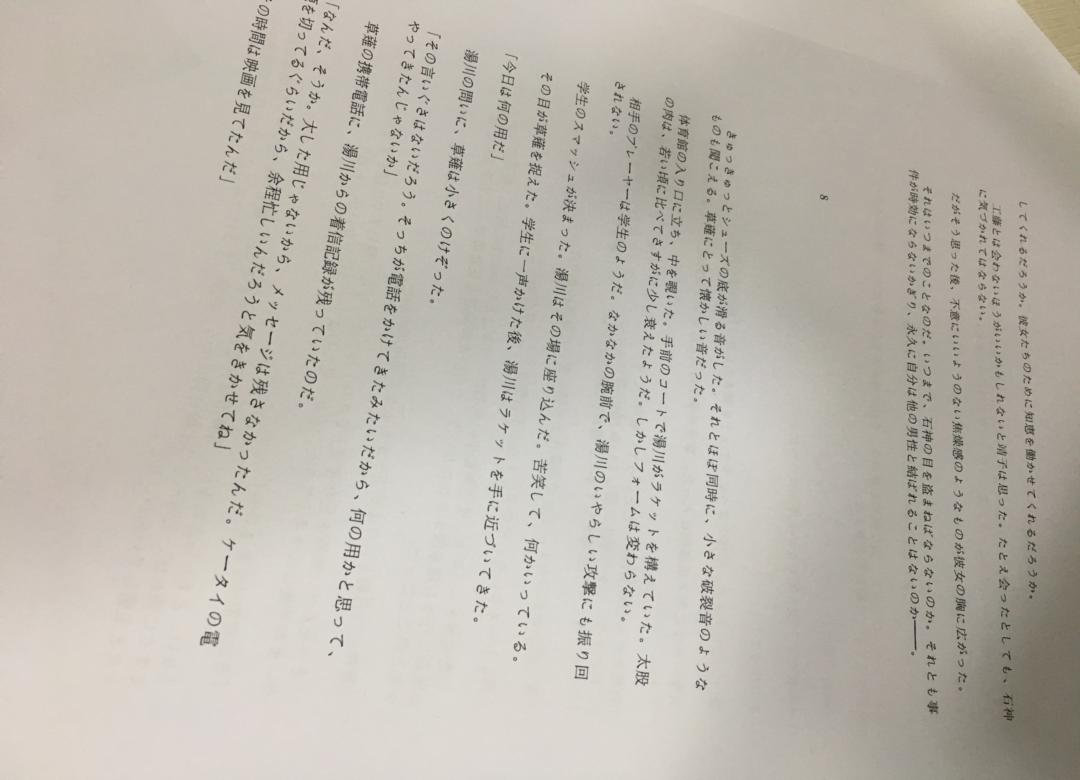 してくれるだろうか。彼女たちのために知恵を働かせてくれるだろうか。
工藤とは会わないほうがいいかもしれないと靖子は思った。たとえ会ったとしても、石神
に気づかれてはならない。
だがそう思った後、不意にいいようのない焦燥感のようなものが彼女の胸に広がった。
それはいつまでのことなのだ。いつまで、石神の目を盗まねばならないのか。それとも事
件が時効にならないかぎり、永久に自分は他の男性と結ばれることはないのか――。
8
きゅっきゅっとシューズの底が滑る音がした。それとほぼ同時に、小さな破裂音のような
ものも聞こえる。草薙にとって懐かしい音だった。
体育館の入り口に立ち、中を覗いた。手前のコートで湯川がラケットを構えていた。太股
の肉は、若い頃に比べてさすがに少し衰えたようだ。しかしフォームは変わらない。
相手のプレーヤーは学生のようだ。なかなかの腕前で、湯川のいやらしい攻撃にも振り回
されない。
学生のスマッシュが決まった。湯川はその場に座り込んだ。苦笑して、何かいっている。
その目が草薙を捉えた。学生に一声かけた後、湯川はラケットを手に近づいてきた。
「今日は何の用だ」
湯川の問いに、草薙は小さくのけぞった。
「その言いぐさはないだろう。そっちが電話をかけてきたみたいだから、何の用かと思って、
やってきたんじゃないか」
草薙の携帯電話に、湯川からの着信記録が残っていたのだ。
「なんだ、そうか。大した用じゃないから、メッセージは残さなかったんだ。ケータイの電
を切ってるぐらいだから、余程忙しいんだろうと気をきかせてね」
の時間は映画を見てたんだ」